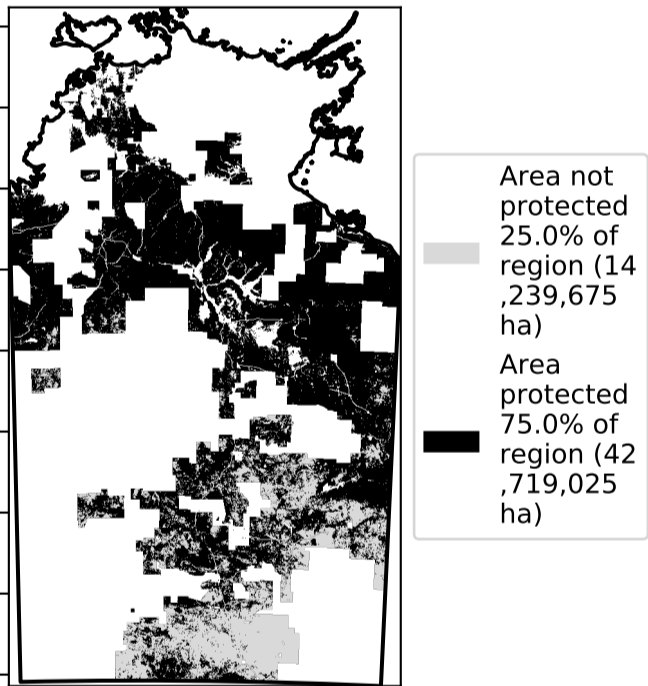 Area not
protected
25.0% of
region (14
,239,675
ha)
Area
protected
75.0% of
region (42
,719,025
ha)